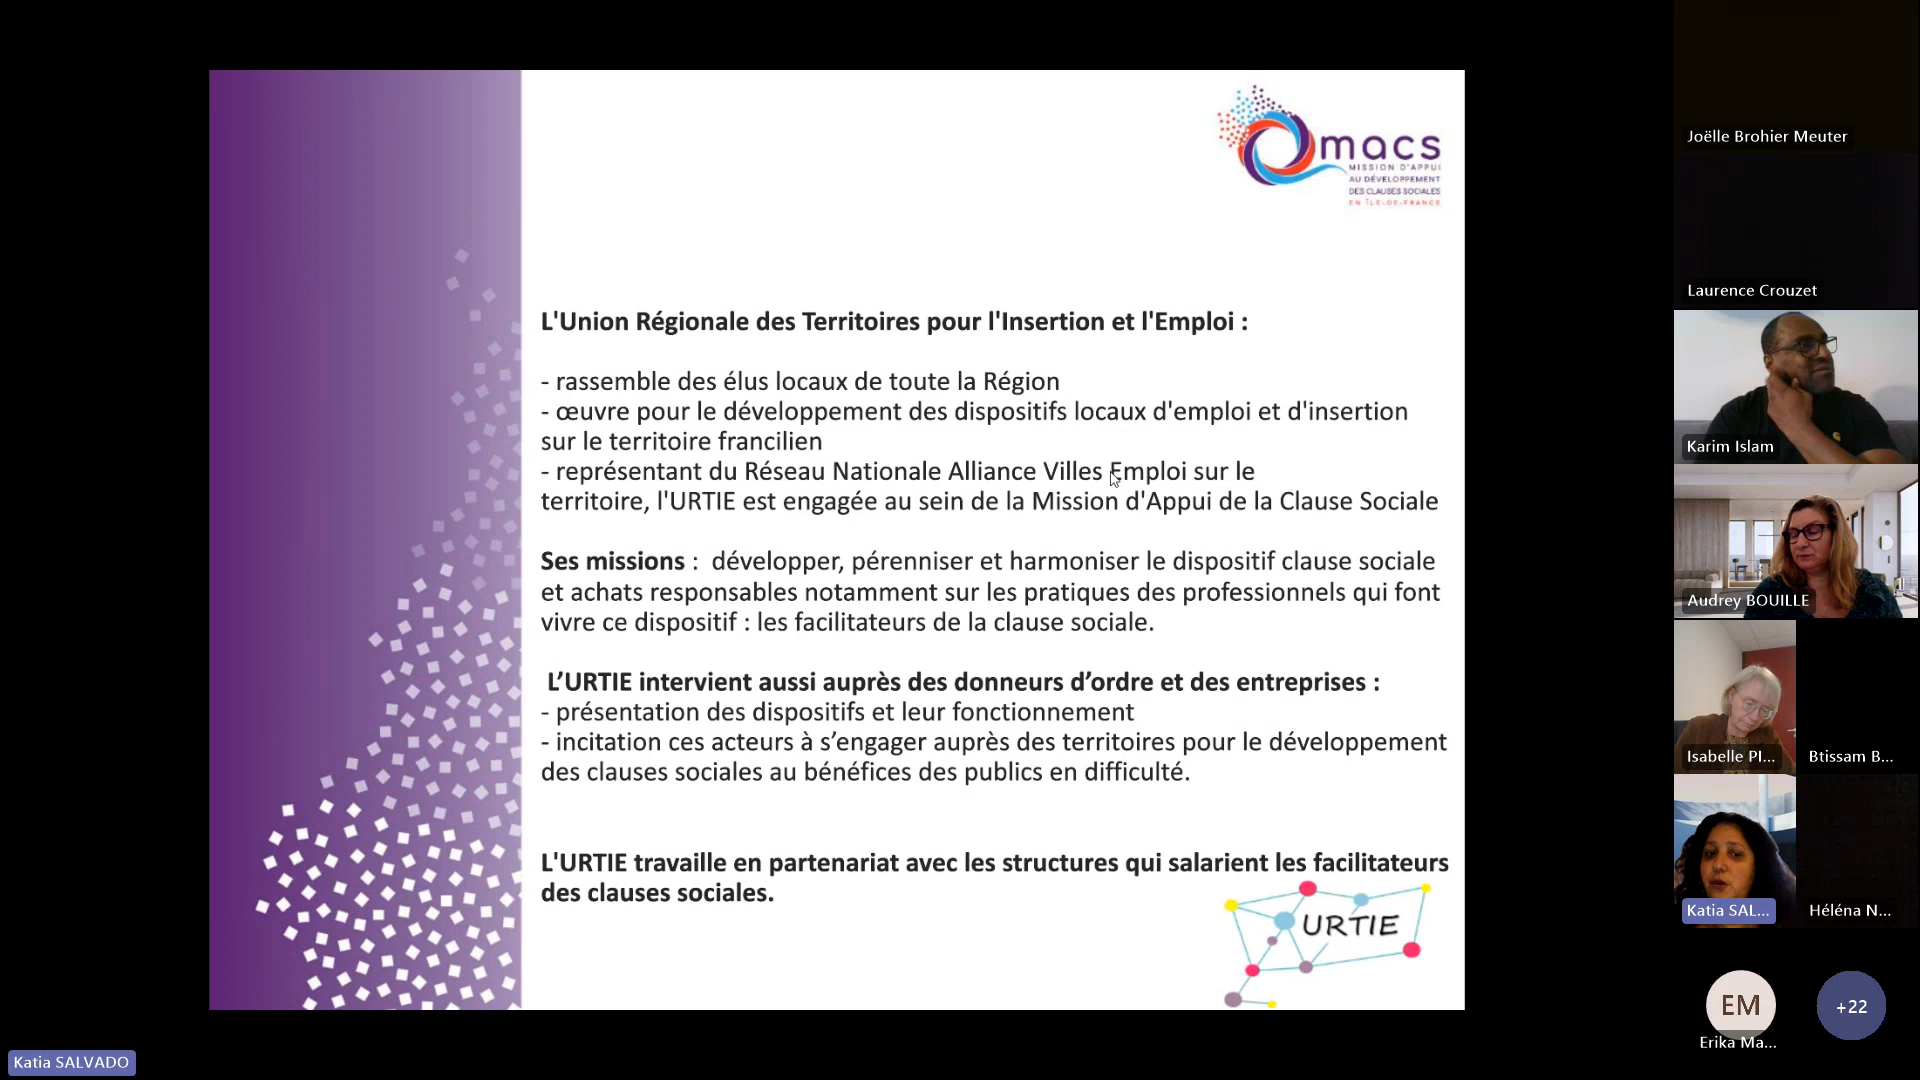 macs
MISSION D'APPUI
AU DÉVELOPPEMENT
DES CLAUSES SOCIALES
EN ÎLE-DE-FRANCE
L'Union Régionale des Territoires pour l'Insertion et l'Emploi :
- rassemble des élus locaux de toute la Région
- œuvre pour le développement des dispositifs locaux d'emploi et d'insertion
sur le territoire francilien
- représentant du Réseau Nationale Alliance Villes Emploi sur le
territoire, l'URTIE est engagée au sein de la Mission d'Appui de la Clause Sociale
Ses missions :  développer, pérenniser et harmoniser le dispositif clause sociale
et achats responsables notamment sur les pratiques des professionnels qui font
vivre ce dispositif : les facilitateurs de la clause sociale.
L’URTIE intervient aussi auprès des donneurs d’ordre et des entreprises :
- présentation des dispositifs et leur fonctionnement
- incitation ces acteurs à s’engager auprès des territoires pour le développement
des clauses sociales au bénéfices des publics en difficulté.
L'URTIE travaille en partenariat avec les structures qui salarient les facilitateurs
des clauses sociales.
URTIE
Joëlle Brohier Meuter
Laurence Crouzet
Karim Islam
Audrey BOUILLE
Isabelle PI...
Btissam B...
Katia SAL...
Héléna N...
EM
+22
Erika Ma...
Katia SALVADO